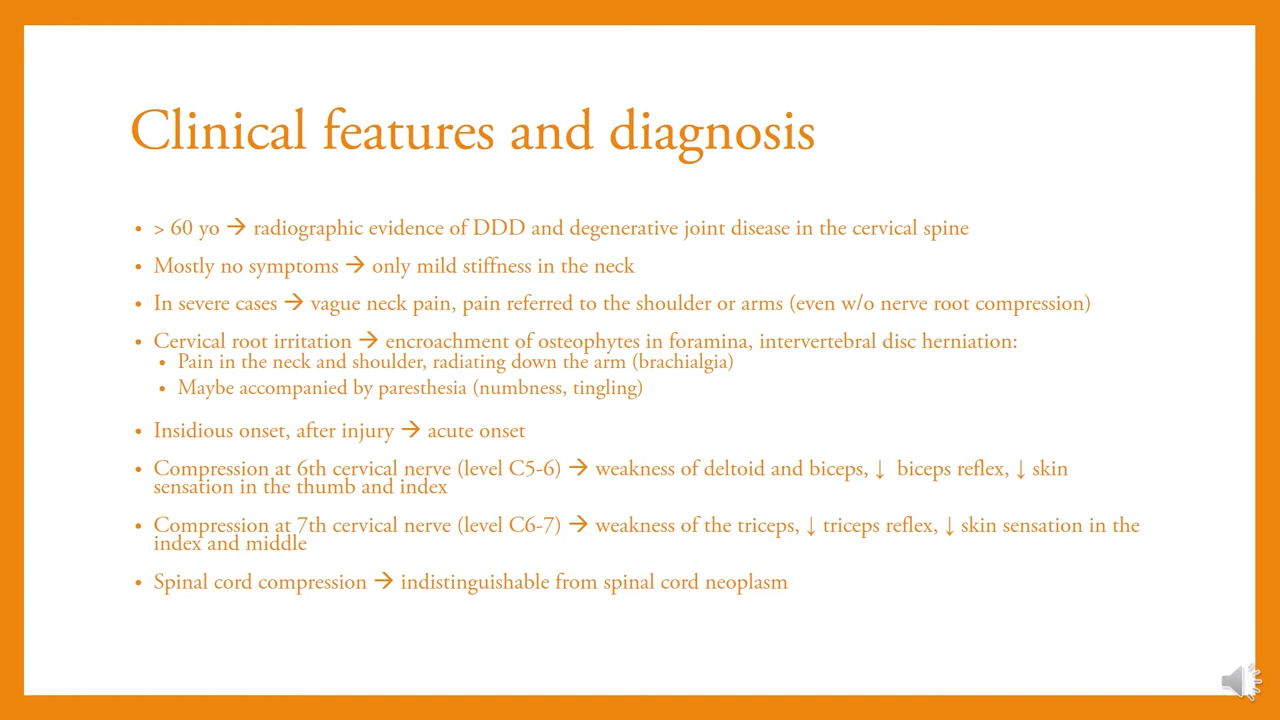 Clinical features and diagnosis
• > 60 yo → radiographic evidence of DDD and degenerative joint disease in the cervical spine
• Mostly no symptoms → only mild stiffness in the neck
• In severe cases → vague neck pain, pain referred to the shoulder or arms (even w/o nerve root compression)
• Cervical root irritation → encroachment of osteophytes in foramina, intervertebral disc herniation:
• Pain in the neck and shoulder, radiating down the arm (brachialgia)
• Maybe accompanied by paresthesia (numbness, tingling)
• Insidious onset, after injury → acute onset
• Compression at 6th cervical nerve (level C5-6) → weakness of deltoid and biceps, ↓ biceps reflex, ↓ skin
sensation in the thumb and index
• Compression at 7th cervical nerve (level C6-7) → weakness of the triceps, ↓ triceps reflex, ↓ skin sensation in the
index and middle
• Spinal cord compression → indistinguishable from spinal cord neoplasm